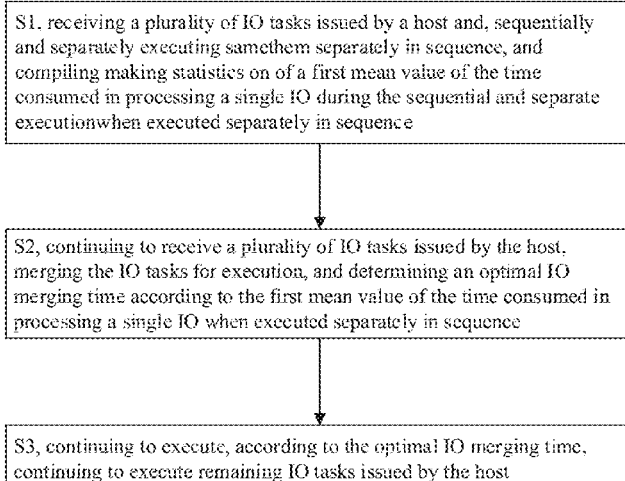 S1, receiving a plurality of IO tasks issued by a host and, sequentially
and separately executing samethem separately in sequence, and
compiling making statistics on of a first mean value of the time
consumed in processing a single IO during the sequential and separate
executionwhen executed separately in sequence
S2, continuing to receive a plurality of IO tasks issued by the host,
merging the IO tasks for execution, and determining an optimal IO
merging time according to the first mean value of the time consumed in
processing a single IO when executed separately in sequence
S3, continuing to execute, according to the optimal IO merging time,
continuing to execute remaining IO tasks issued by the host